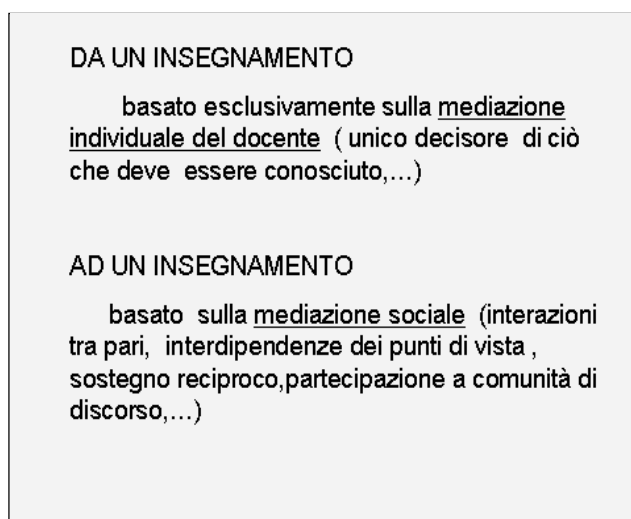 DA UN INSEGNAMENTO
basato esclusivamente sulla mediazione
individuale del docente ( unico decisore di ciò
che deve essere conosciuto,...)
AD UN INSEGNAMENTO
basato sulla mediazione sociale (interazioni
tra pari, interdipendenze dei punti di vista ,
sostegno reciproco,partecipazione a comunità di
discorso,...)